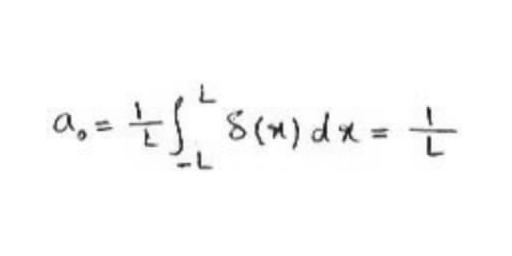 a₀ = 1/L ∫_{-L}^{L} δ(x) dx = 1/L